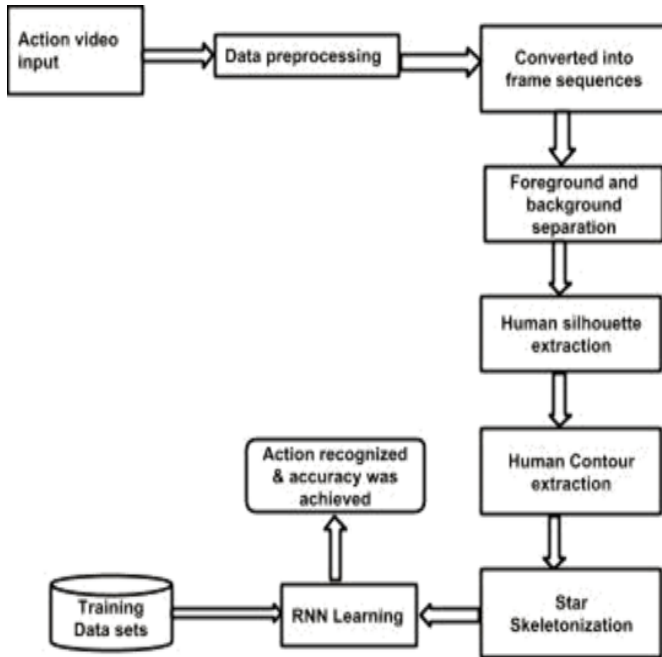 Action video
input
Data preprocessing
Converted into
frame sequences
Foreground and
background
separation
Human silhouette
extraction
Human Contour
extraction
Star
Skeletonization
RNN Learning
Training
Data sets
Action recognized
& accuracy was
achieved